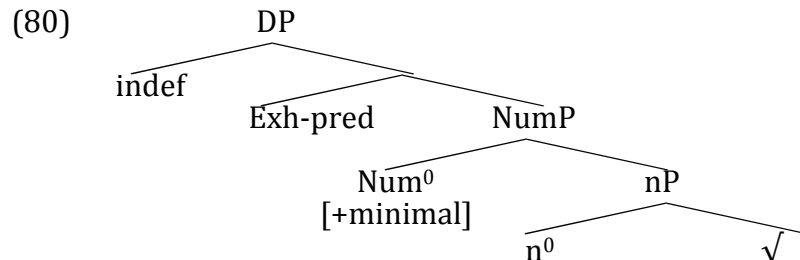 (80) DP
indef
Exh-pred NumP
Num⁰ nP
[+minimal]
n⁰ √